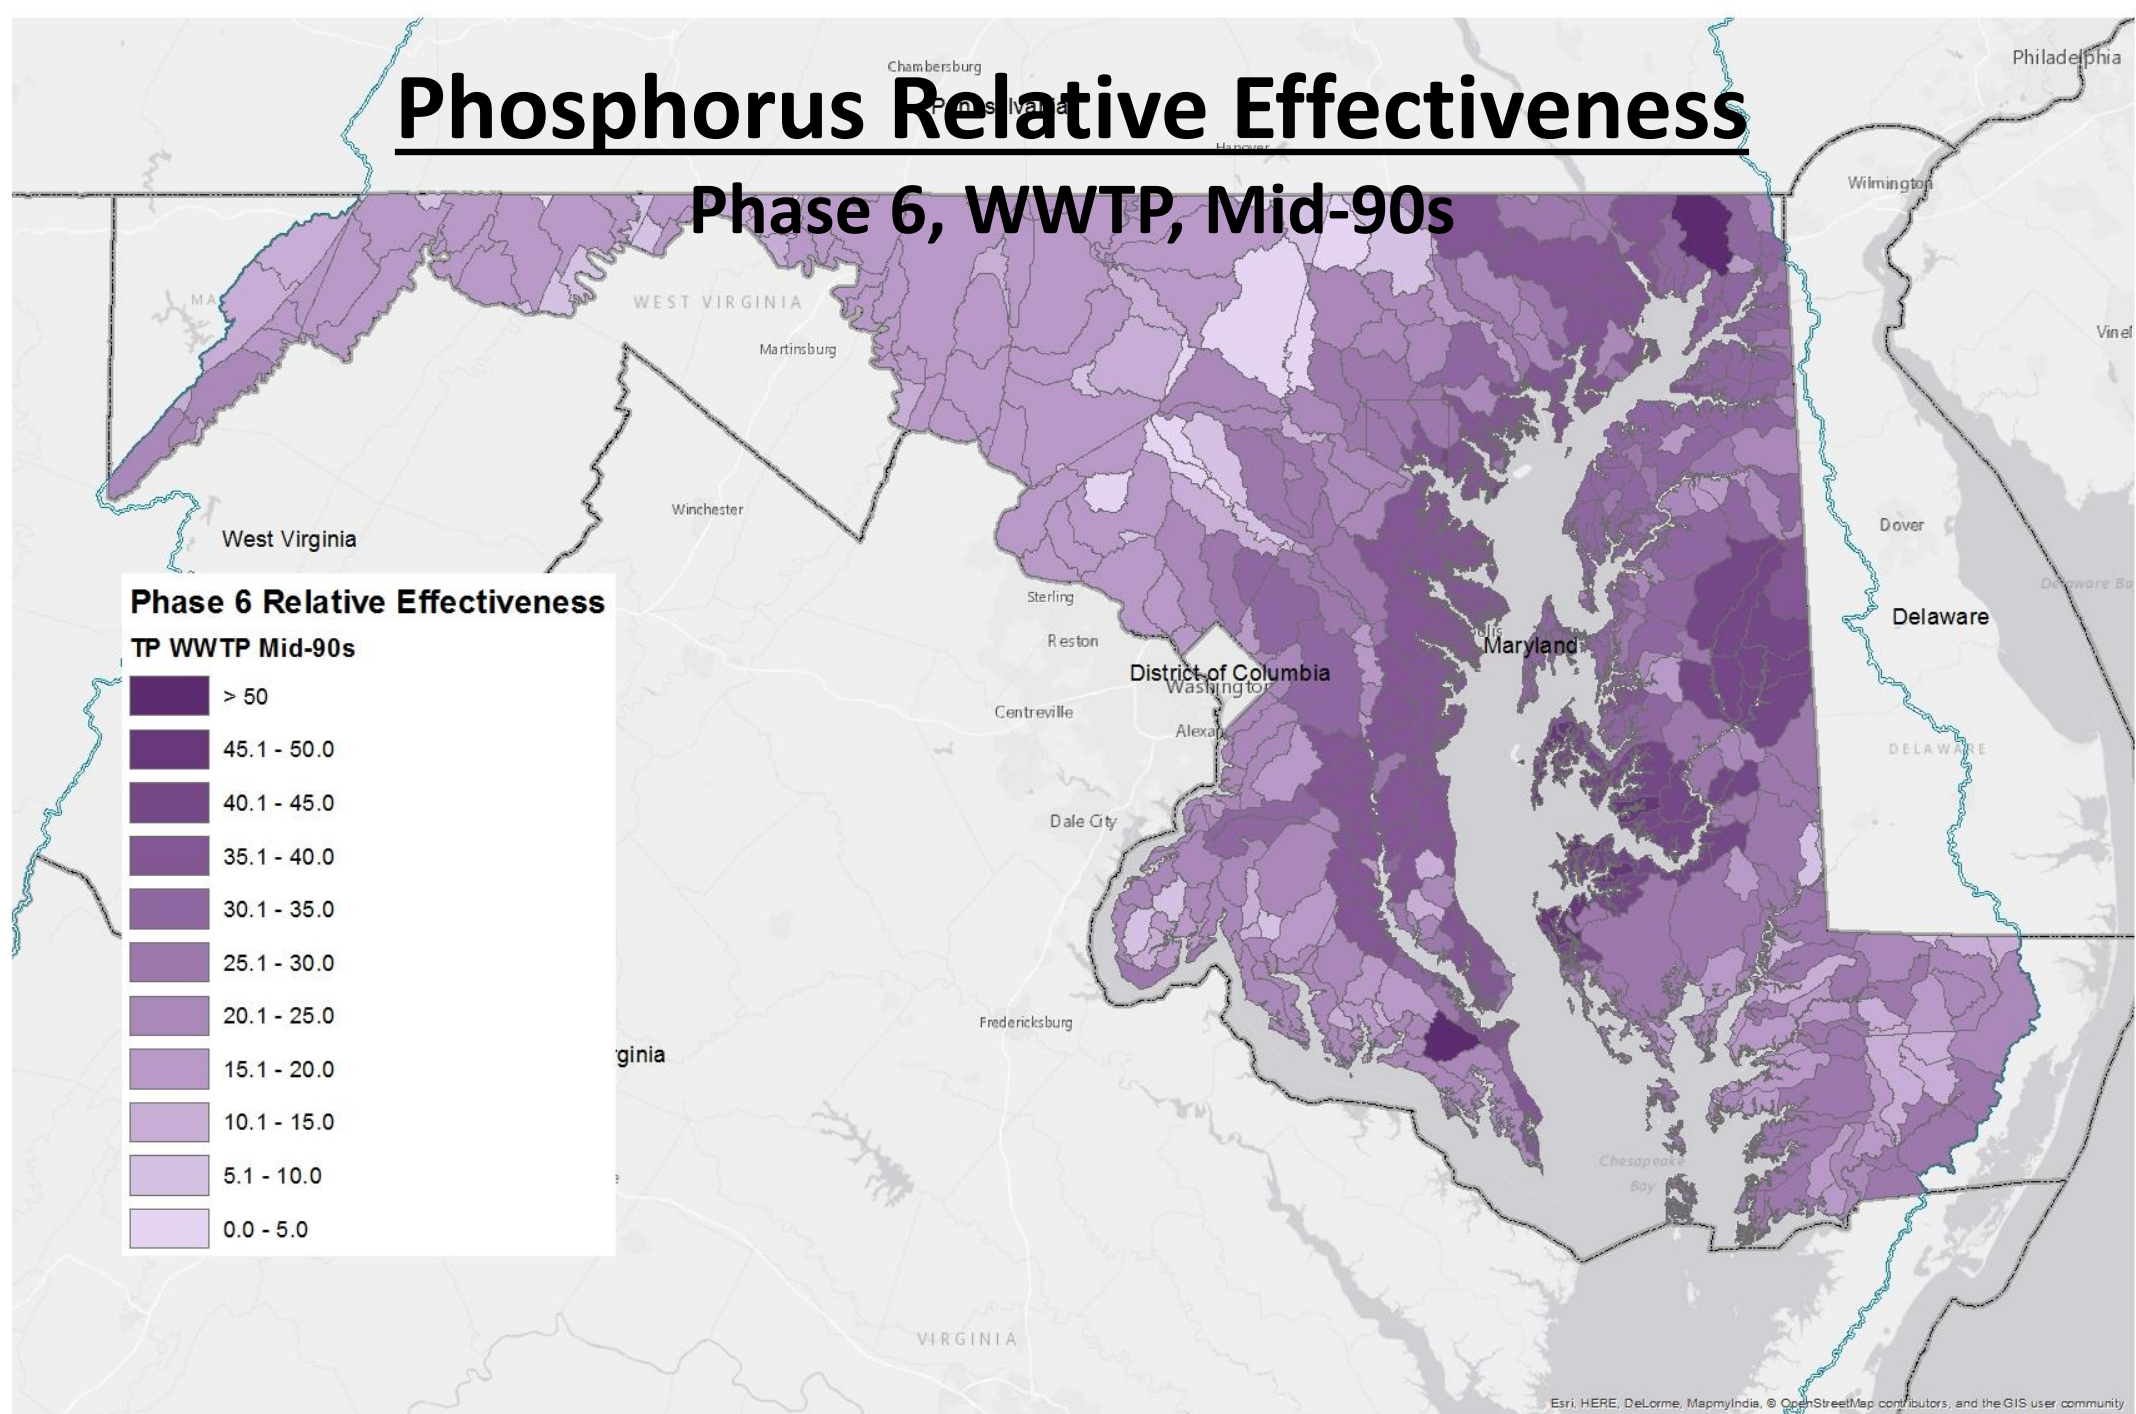 Philadelphia
Chambersburg
Phosphorus Relative Effectiveness
Hanover
Phase 6, WWTP, Mid-90s
Wilmington
MA
WEST VIRGINIA
Martinsburg
Winchester
West Virginia
Dover
Delaware
Sterling
Reston
Maryland
District of Columbia
Washington
Centreville
DELAWARE
Dale City
Fredericksburg
Chesapeake
Bay
VIRGINIA
Phase 6 Relative Effectiveness
TP WWTP Mid-90s
> 50
45.1 - 50.0
40.1 - 45.0
35.1 - 40.0
30.1 - 35.0
25.1 - 30.0
20.1 - 25.0
15.1 - 20.0
10.1 - 15.0
5.1 - 10.0
0.0 - 5.0
Esri, HERE, DeLorme, MapmyIndia, © OpenStreetMap contributors, and the GIS user community